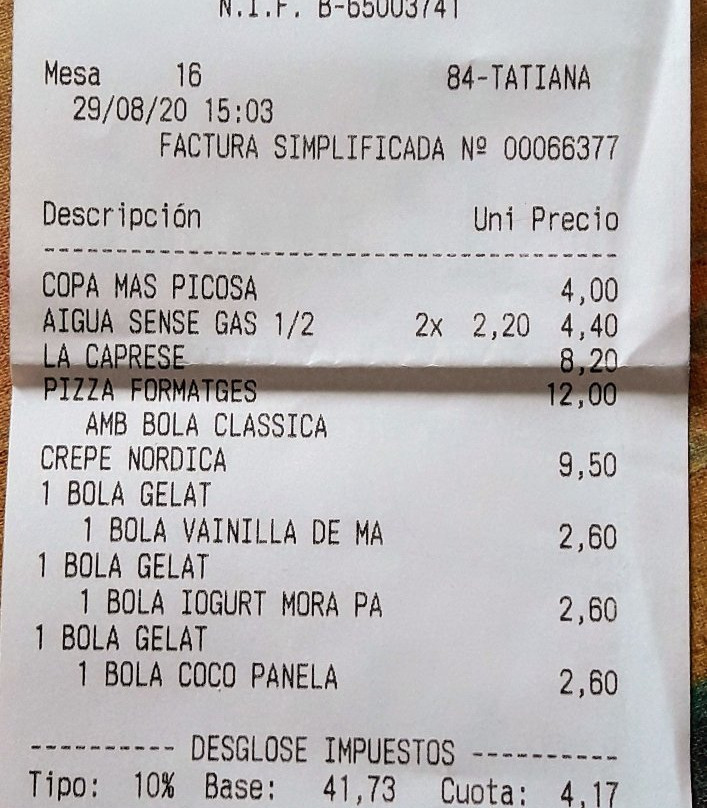 N.I.F. B-65003741
Mesa 16 84-TATIANA
29/08/20 15:03
FACTURA SIMPLIFICADA Nº 00066377
Descripción Uni Precio
COPA MAS PICOSA 4,00
AIGUA SENSE GAS 1/2 2x 2,20 4,40
LA CAPRESE 8,20
PIZZA FORMATGES 12,00
AMB BOLA CLASSICA
CREPE NORDICA 9,50
1 BOLA GELAT
1 BOLA VAINILLA DE MA 2,60
1 BOLA GELAT
1 BOLA IOGURT MORA PA 2,60
1 BOLA GELAT
1 BOLA COCO PANELA 2,60
---------- DESGLOSE IMPUESTOS ----------
Tipo: 10% Base: 41,73 Cuota: 4,17